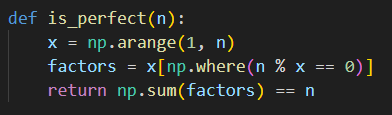 def is_perfect(n):
    x = np.arange(1, n)
    factors = x[np.where(n % x == 0)]
    return np.sum(factors) == n